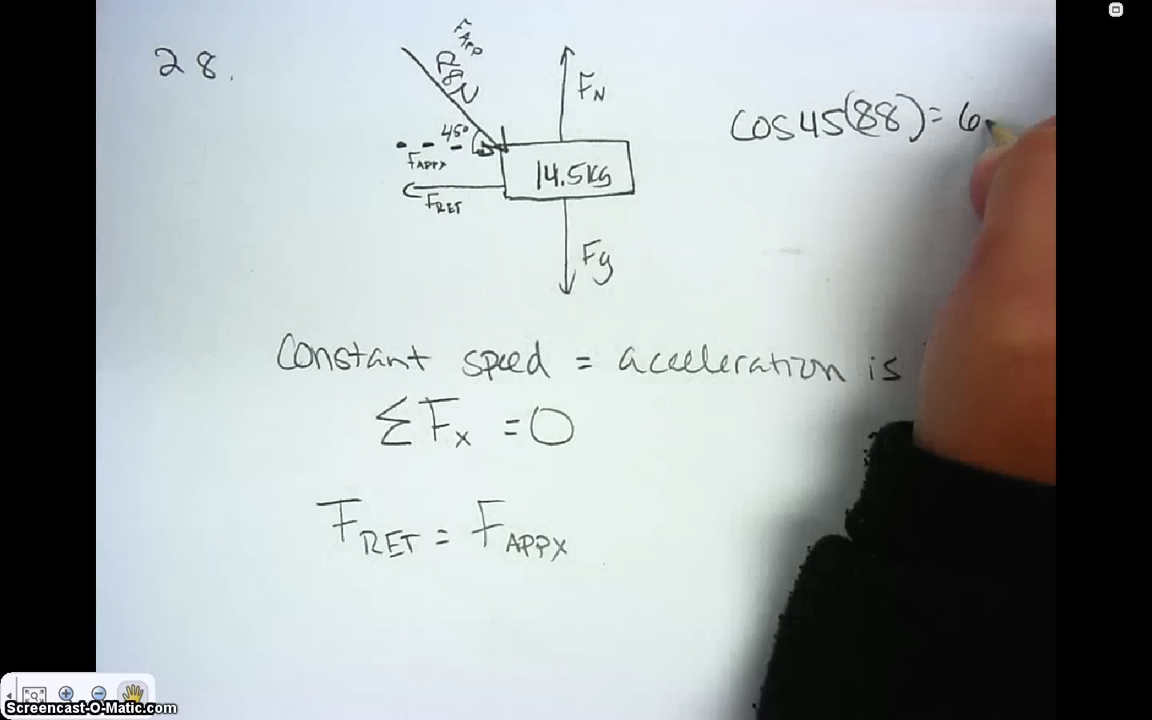 28.
FAPP
88N
FN
45°
cos45(88)=6
FAPPX
14.5kg
FRET
Fg
Constant speed = aceeleration is
ΣFx = 0
FRET = FAPPX
Screencast-O-Matic.com